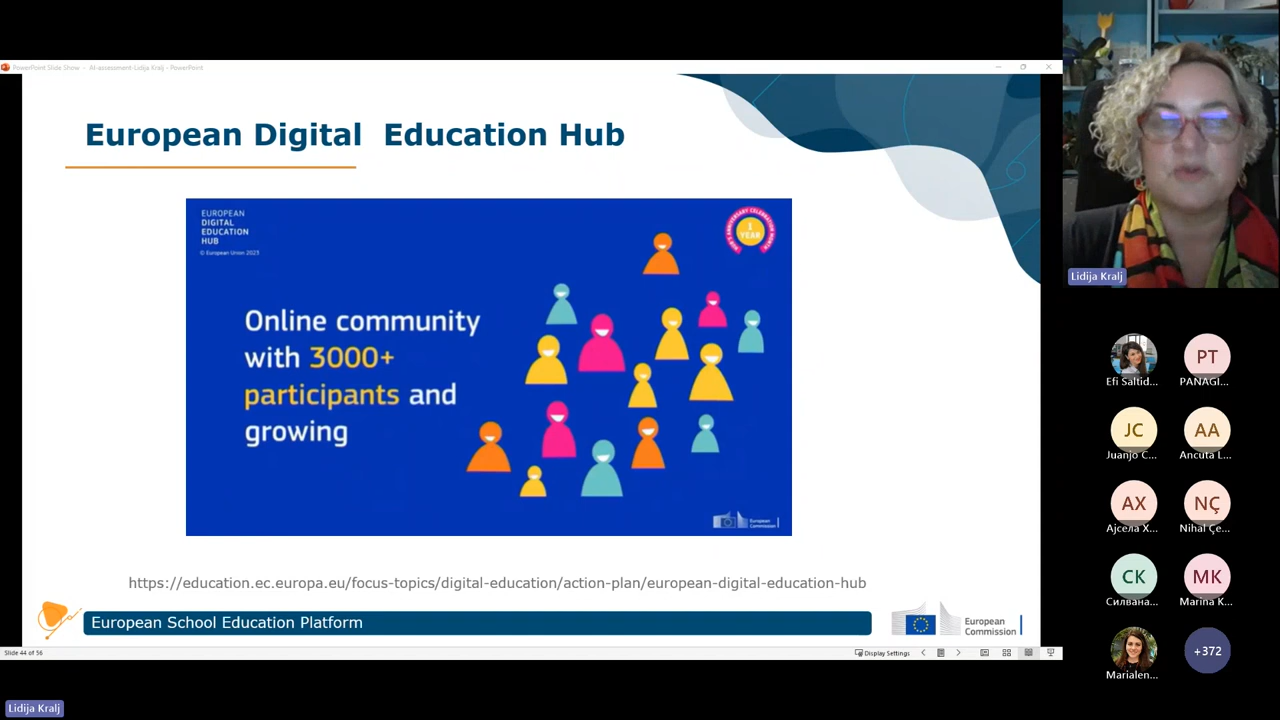 PowerPoint Slide Show - AI-assessment-Lidija Kralj - PowerPoint
European Digital Education Hub
EUROPEAN
DIGITAL
EDUCATION
HUB
© European Union 2023
1
YEAR
Online community
with 3000+
participants and
growing
European
Commission
https://education.ec.europa.eu/focus-topics/digital-education/action-plan/european-digital-education-hub
European School Education Platform
European
Commission
Slide 44 of 56
Display Settings
Lidija Kralj
Efi Saltid...
PT
PANAGI...
JC
Juanjo C...
AA
Ancuta L...
AX
Ајсела Х...
NÇ
Nihal Çe...
СК
Силвана...
MK
Marina K...
Marialen...
+372
Lidija Kralj